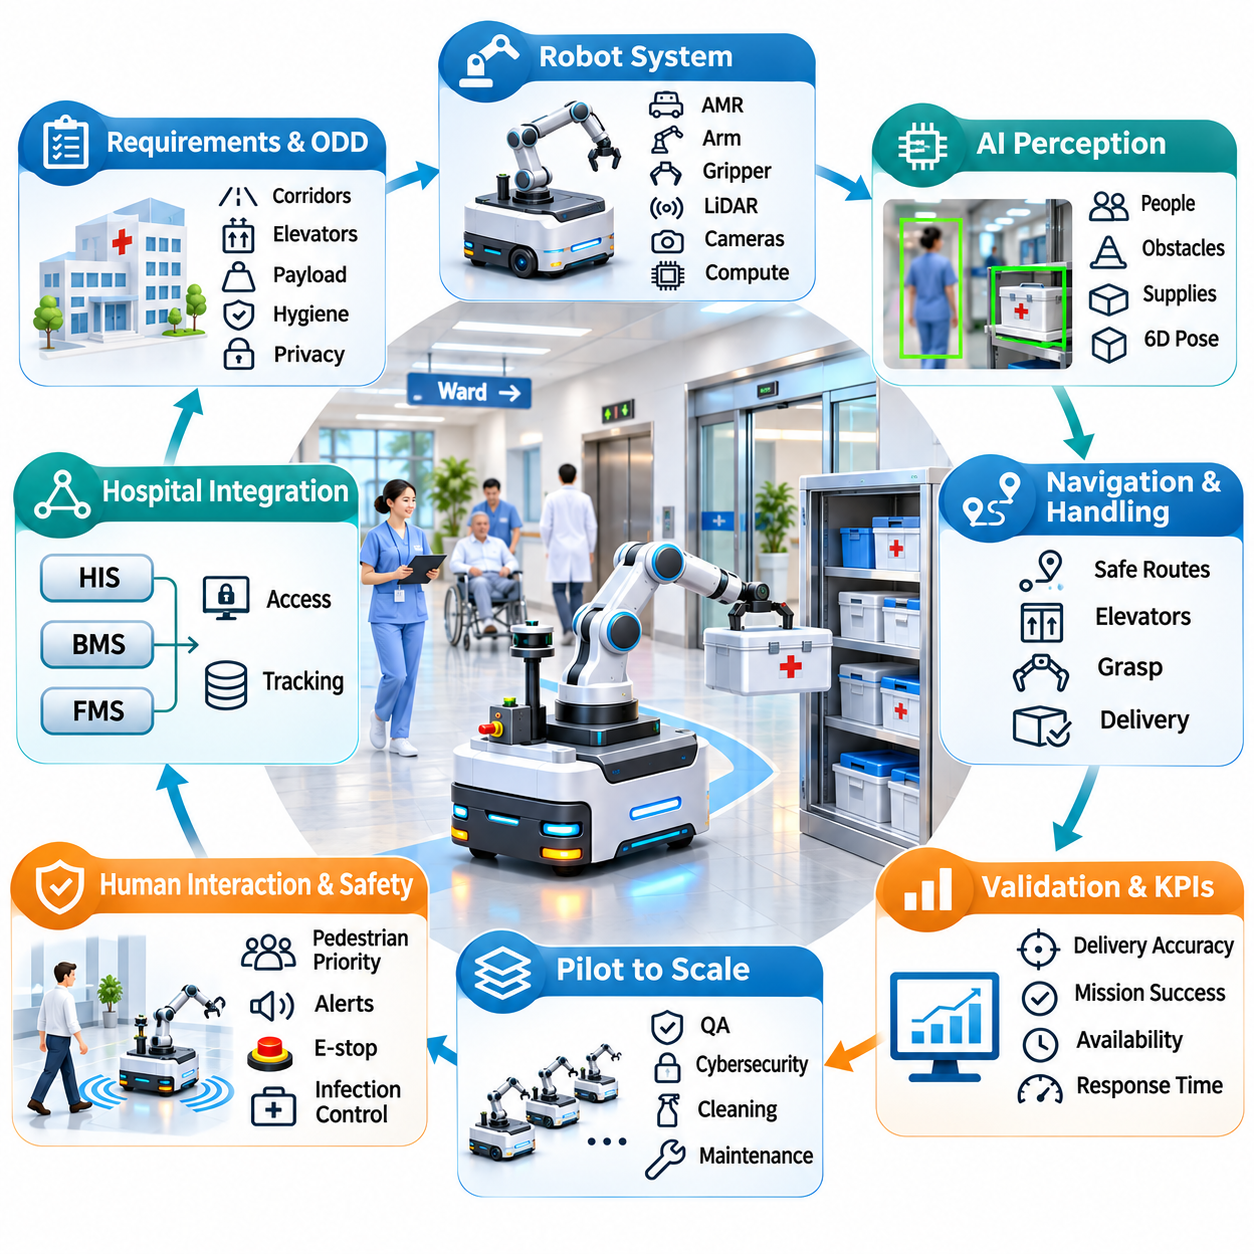 Robot System
AMR
Arm
Gripper
LiDAR
Cameras
Compute
Requirements & ODD
Corridors
Elevators
Payload
Hygiene
Privacy
AI Perception
People
Obstacles
Supplies
6D Pose
Ward →
Hospital Integration
HIS
BMS
FMS
Access
Tracking
Navigation &
Handling
Safe Routes
Elevators
Grasp
Delivery
Human Interaction & Safety
Pedestrian
Priority
Alerts
E-stop
Infection
Control
Pilot to Scale
QA
Cybersecurity
Cleaning
Maintenance
Validation & KPIs
Delivery Accuracy
Mission Success
Availability
Response Time